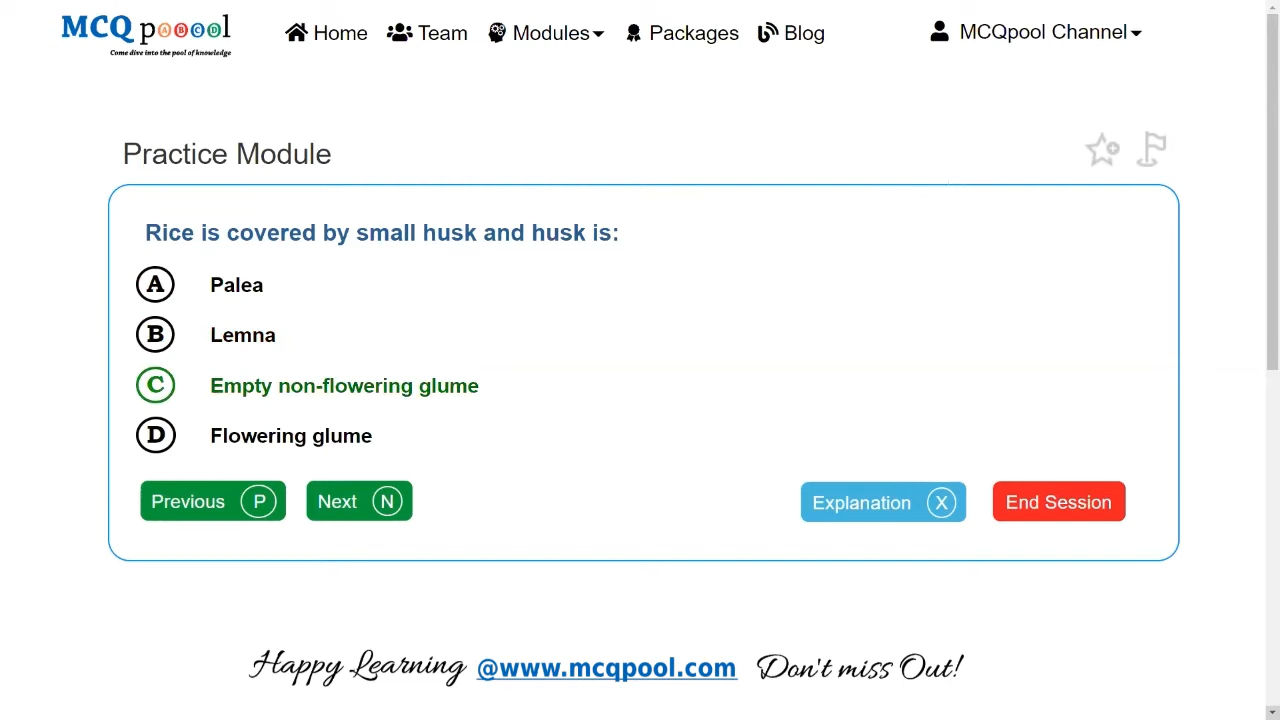 MCQ pooool
Come dive into the pool of knowledge
Home Team Modules Packages Blog MCQpool Channel
Practice Module
Rice is covered by small husk and husk is:
A Palea
B Lemna
C Empty non-flowering glume
D Flowering glume
Previous P Next N Explanation X End Session
Happy Learning @www.mcqpool.com Don't miss Out!